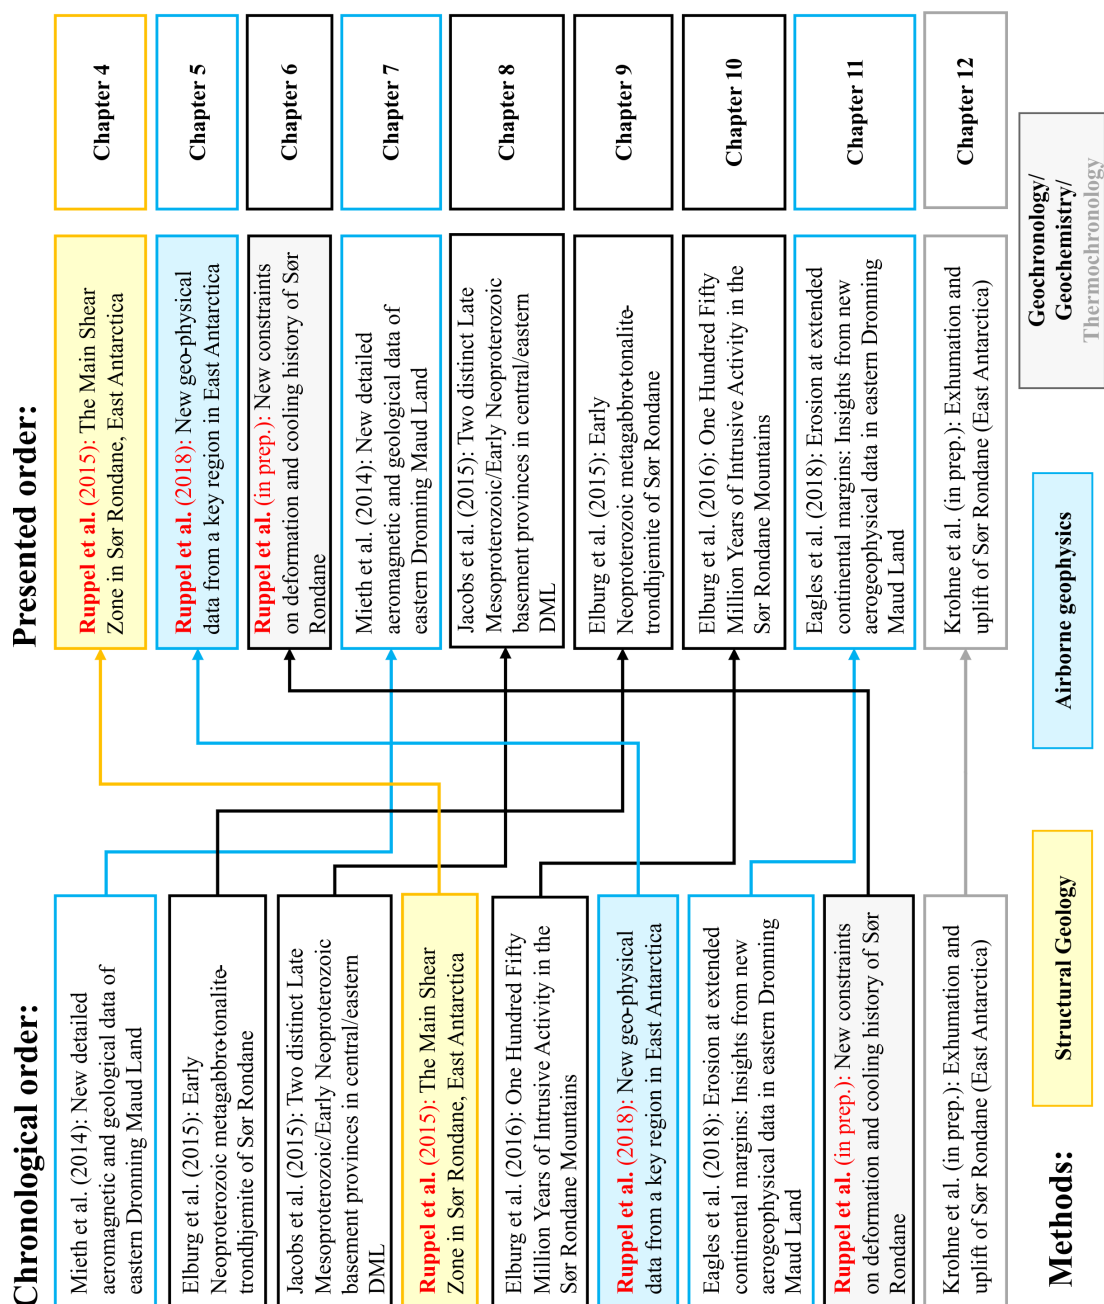 Chronological order:
Mieth et al. (2014): New detailed
aeromagnetic and geological data of
eastern Dronning Maud Land
Elburg et al. (2015): Early
Neoproterozoic metagabbro-tonalite-
trondhjemite of Sør Rondane
Jacobs et al. (2015): Two distinct Late
Mesoproterozoic/Early Neoproterozoic
basement provinces in central/eastern
DML
Ruppel et al. (2015): The Main Shear
Zone in Sør Rondane, East Antarctica
Elburg et al. (2016): One Hundred Fifty
Million Years of Intrusive Activity in the
Sør Rondane Mountains
Ruppel et al. (2018): New geo-physical
data from a key region in East Antarctica
Eagles et al. (2018): Erosion at extended
continental margins: Insights from new
aerogeophysical data in eastern Dronning
Maud Land
Ruppel et al. (in prep.): New constraints
on deformation and cooling history of Sør
Rondane
Krohne et al. (in prep.): Exhumation and
uplift of Sør Rondane (East Antarctica)
Presented order:
Ruppel et al. (2015): The Main Shear
Zone in Sør Rondane, East Antarctica
Chapter 4
Ruppel et al. (2018): New geo-physical
data from a key region in East Antarctica
Chapter 5
Ruppel et al. (in prep.): New constraints
on deformation and cooling history of Sør
Rondane
Chapter 6
Mieth et al. (2014): New detailed
aeromagnetic and geological data of
eastern Dronning Maud Land
Chapter 7
Jacobs et al. (2015): Two distinct Late
Mesoproterozoic/Early Neoproterozoic
basement provinces in central/eastern
DML
Chapter 8
Elburg et al. (2015): Early
Neoproterozoic metagabbro-tonalite-
trondhjemite of Sør Rondane
Chapter 9
Elburg et al. (2016): One Hundred Fifty
Million Years of Intrusive Activity in the
Sør Rondane Mountains
Chapter 10
Eagles et al. (2018): Erosion at extended
continental margins: Insights from new
aerogeophysical data in eastern Dronning
Maud Land
Chapter 11
Krohne et al. (in prep.): Exhumation and
uplift of Sør Rondane (East Antarctica)
Chapter 12
Methods:
Structural Geology
Airborne geophysics
Geochronology/
Geochemistry/
Thermochronology